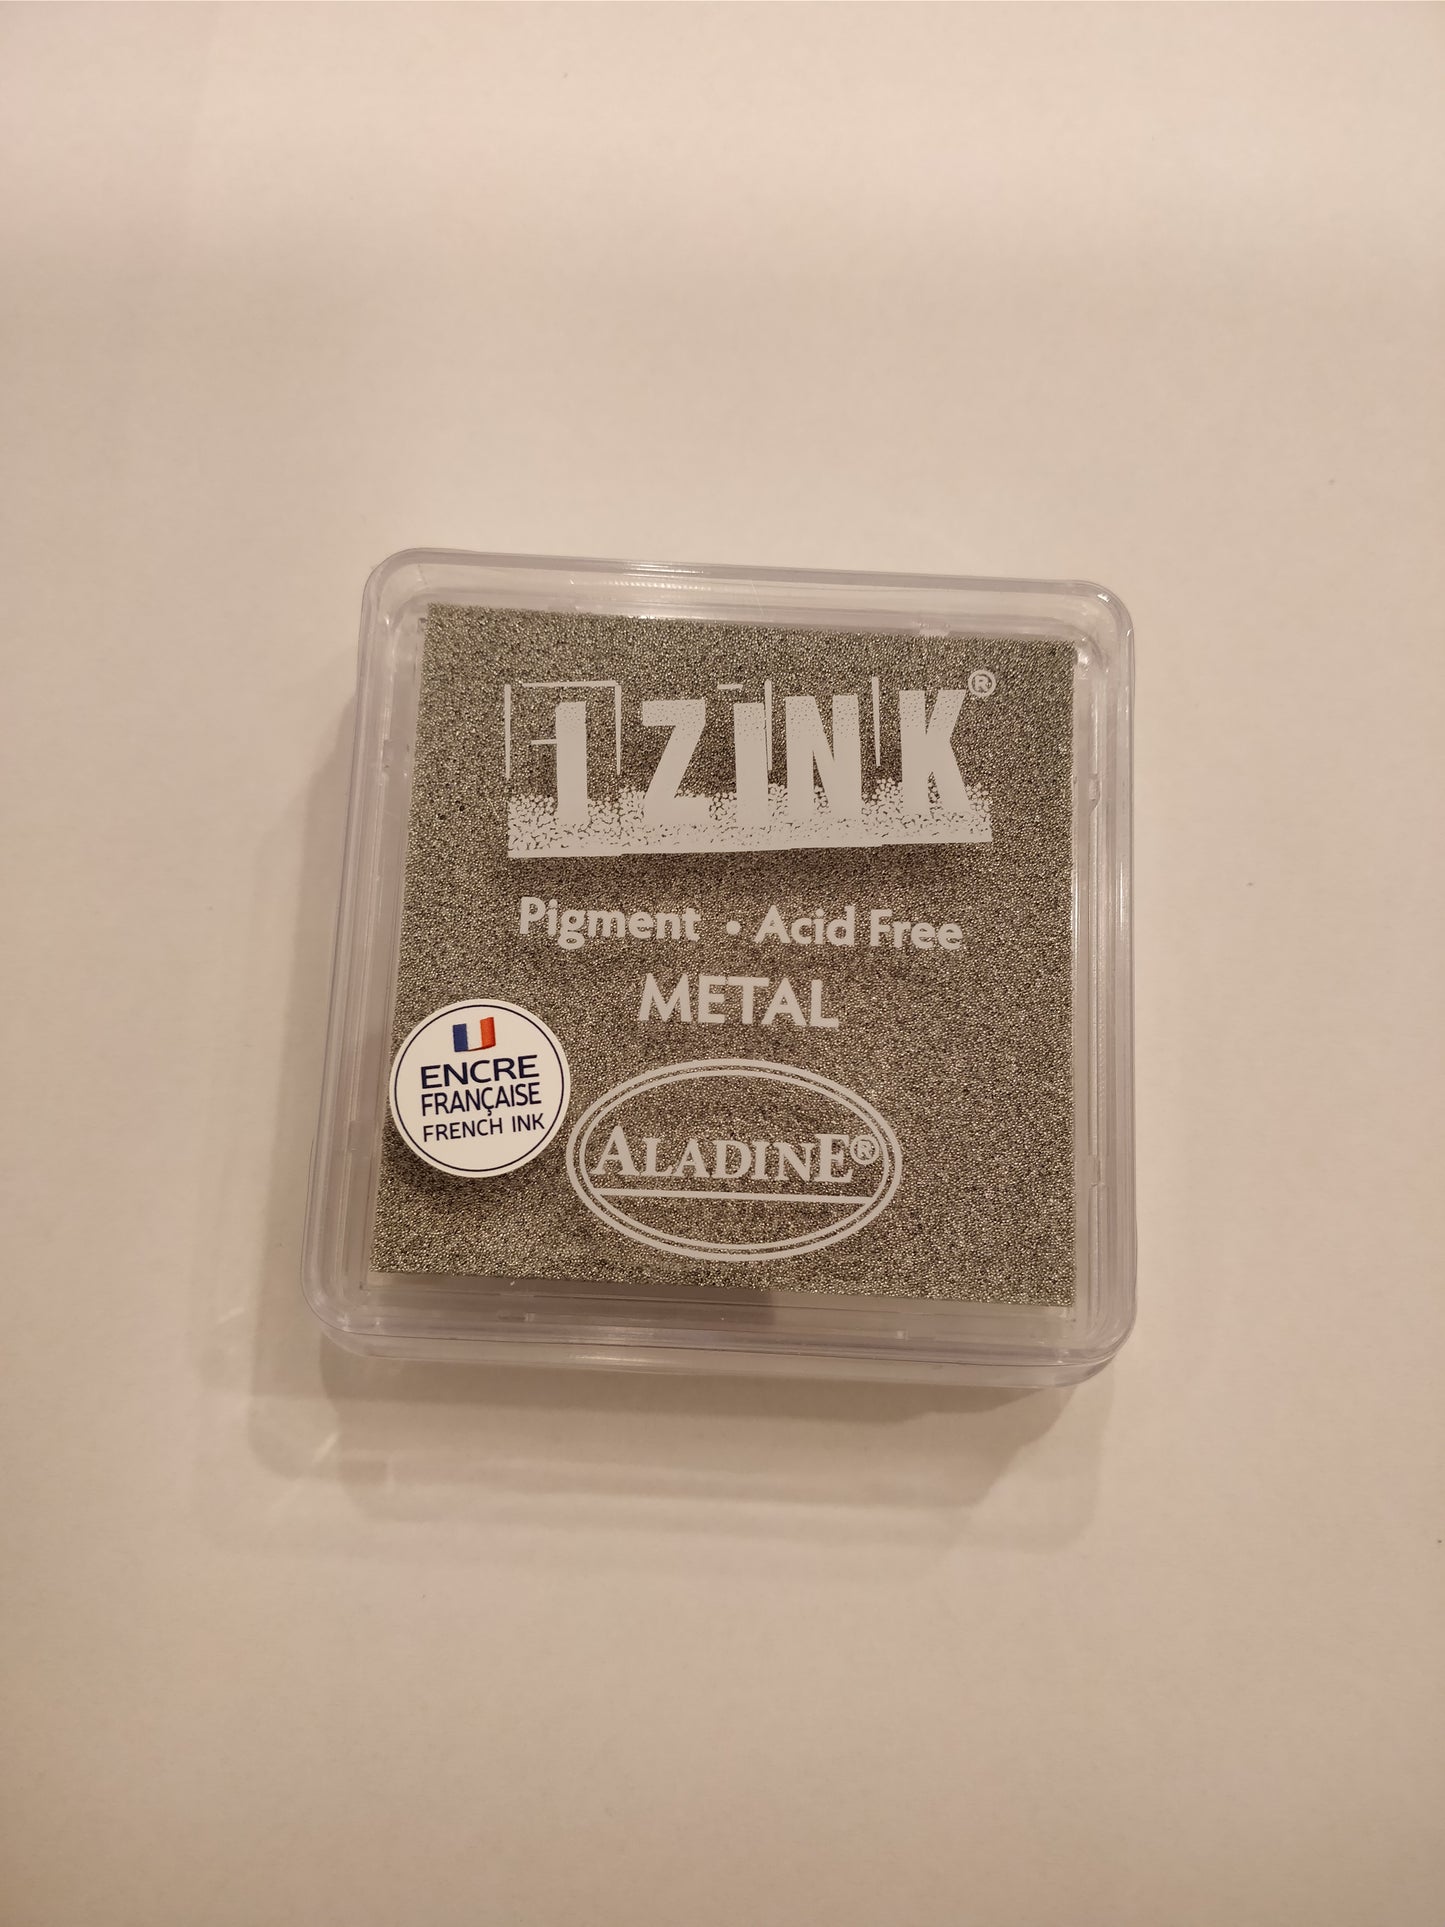 IZINK®
Pigment • Acid Free
METAL
ENCRE
FRANÇAISE
FRENCH INK
ALADINE®